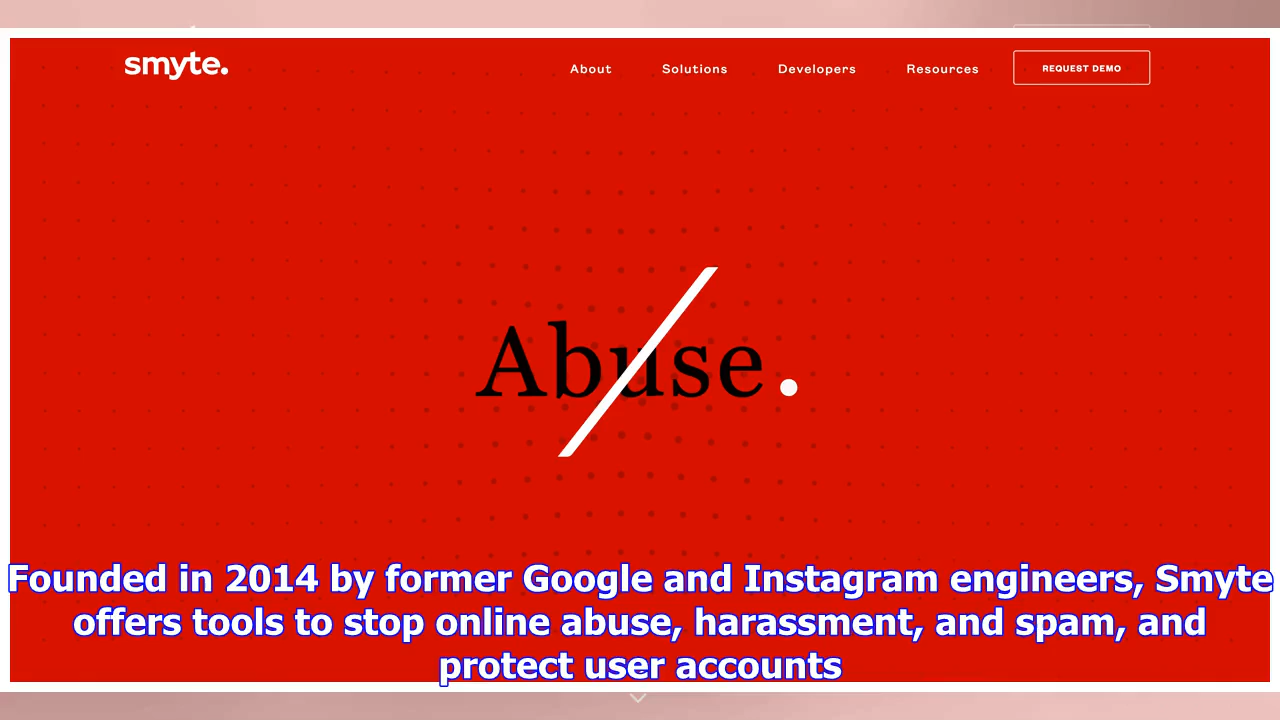 smyte.
About Solutions Developers Resources REQUEST DEMO
Abuse.
Founded in 2014 by former Google and Instagram engineers, Smyte
offers tools to stop online abuse, harassment, and spam, and
protect user accounts